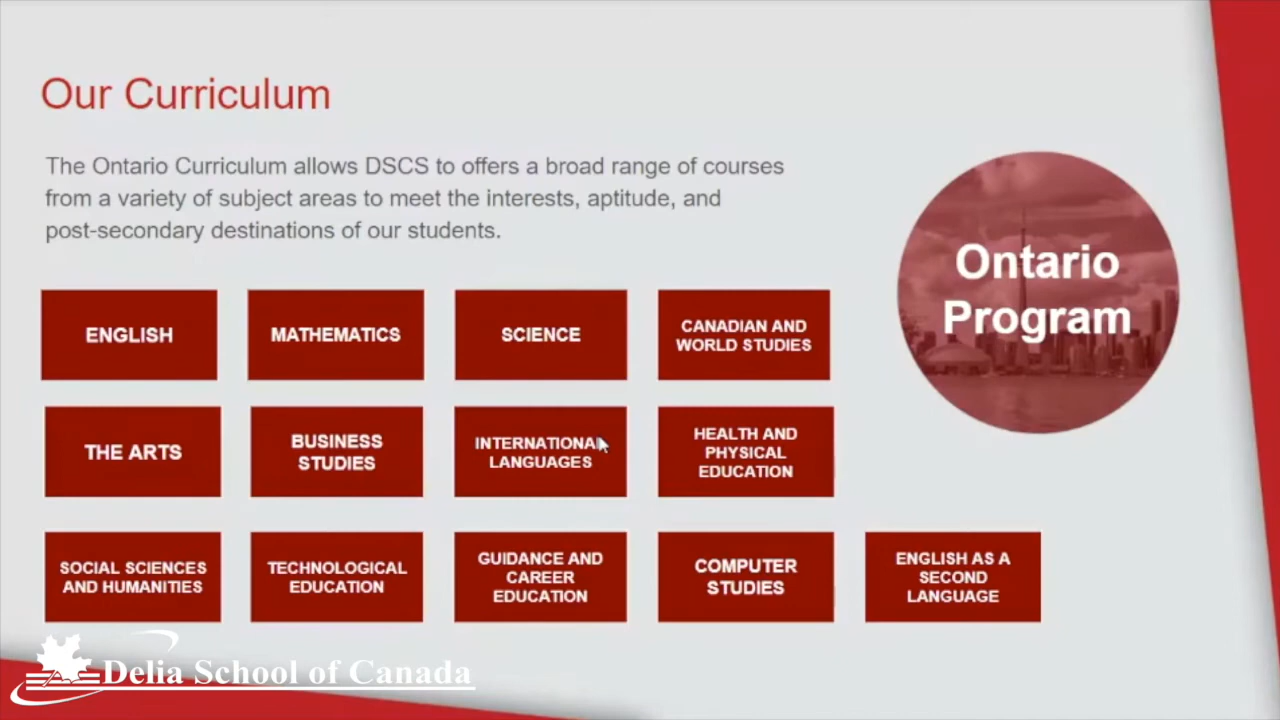 Our Curriculum
The Ontario Curriculum allows DSCS to offers a broad range of courses
from a variety of subject areas to meet the interests, aptitude, and
post-secondary destinations of our students.
Ontario
Program
ENGLISH
MATHEMATICS
SCIENCE
CANADIAN AND
WORLD STUDIES
THE ARTS
BUSINESS
STUDIES
INTERNATIONAL
LANGUAGES
HEALTH AND
PHYSICAL
EDUCATION
SOCIAL SCIENCES
AND HUMANITIES
TECHNOLOGICAL
EDUCATION
GUIDANCE AND
CAREER
EDUCATION
COMPUTER
STUDIES
ENGLISH AS A
SECOND
LANGUAGE
Delia School of Canada